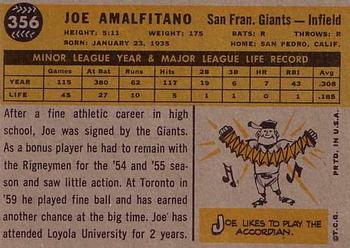 356
JOE AMALFITANO San Fran. Giants — Infield
HEIGHT: 5:11 WEIGHT: 175 BATS: R THROWS: R
BORN: JANUARY 23, 1935 HOME: SAN PEDRO, CALIF.
MINOR LEAGUE YEAR & MAJOR LEAGUE LIFE RECORD
Games At Bat Runs Hits 2B 3B HR RBI Avg.
YEAR 115 380 62 117 19 6 7 43 .308
LIFE 45 27 10 5 1 1 0 1 .185
After a fine athletic career in
high school, Joe was signed by the Giants.
As a bonus player he had to remain with
the Rigneymen for the '54 and '55 sea-
son and saw little action. At Toronto in
'59 he played fine ball and has earned
another chance at the big time. Joe' has
attended Loyola University for 2 years.
JOE LIKES TO PLAY THE
ACCORDIAN.
©T.C.G. PRTD. IN U.S.A.